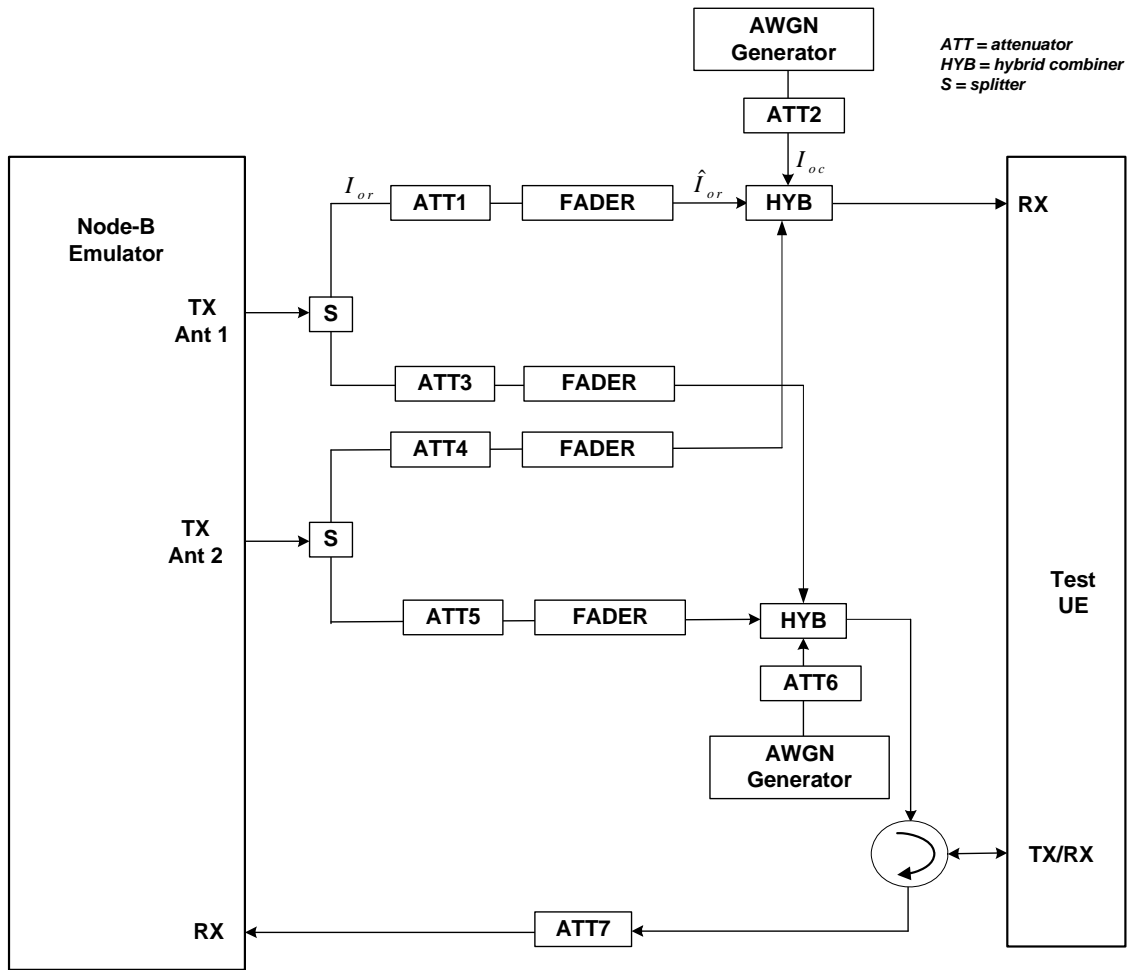 AWGN
Generator
ATT = attenuator
HYB = hybrid combiner
S = splitter
ATT2
I_oc
Node-B
Emulator
I_or
ATT1
FADER
Î_or
HYB
RX
TX
Ant 1
S
ATT3
FADER
ATT4
FADER
TX
Ant 2
S
Test
UE
ATT5
FADER
HYB
ATT6
AWGN
Generator
TX/RX
RX
ATT7